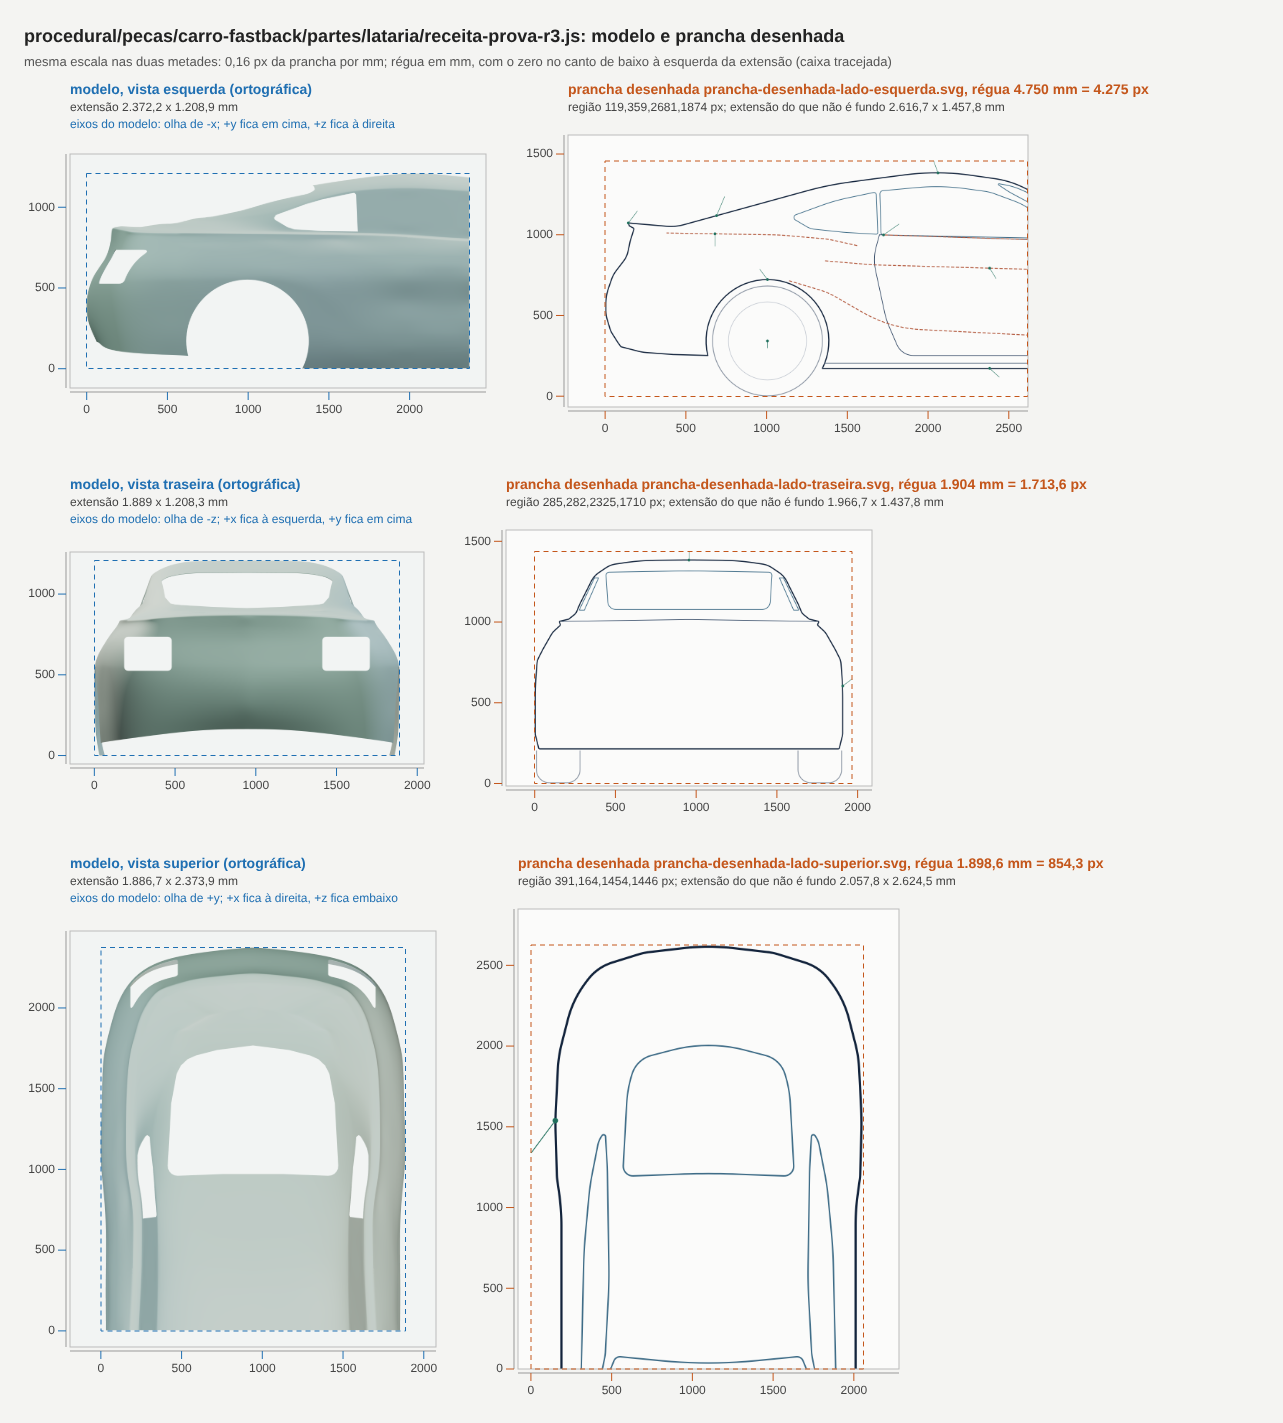 procedural/pecas/carro-fastback/partes/lataria/receita-prova-r3.js: modelo e prancha desenhada
mesma escala nas duas metades: 0,16 px da prancha por mm; régua em mm, com o zero no canto de baixo à esquerda da extensão (caixa tracejada)
modelo, vista esquerda (ortográfica)
extensão 2.372,2 x 1.208,9 mm
eixos do modelo: olha de -x; +y fica em cima, +z fica à direita
1000
500
0
0 500 1000 1500 2000
prancha desenhada prancha-desenhada-lado-esquerda.svg, régua 4.750 mm = 4.275 px
região 119,359,2681,1874 px; extensão do que não é fundo 2.616,7 x 1.457,8 mm
1500
1000
500
0
0 500 1000 1500 2000 2500
modelo, vista traseira (ortográfica)
extensão 1.889 x 1.208,3 mm
eixos do modelo: olha de -z; +x fica à esquerda, +y fica em cima
1000
500
0
0 500 1000 1500 2000
prancha desenhada prancha-desenhada-lado-traseira.svg, régua 1.904 mm = 1.713,6 px
região 285,282,2325,1710 px; extensão do que não é fundo 1.966,7 x 1.437,8 mm
1500
1000
500
0
0 500 1000 1500 2000
modelo, vista superior (ortográfica)
extensão 1.886,7 x 2.373,9 mm
eixos do modelo: olha de +y; +x fica à direita, +z fica embaixo
2000
1500
1000
500
0
0 500 1000 1500 2000
prancha desenhada prancha-desenhada-lado-superior.svg, régua 1.898,6 mm = 854,3 px
região 391,164,1454,1446 px; extensão do que não é fundo 2.057,8 x 2.624,5 mm
2500
2000
1500
1000
500
0
0 500 1000 1500 2000